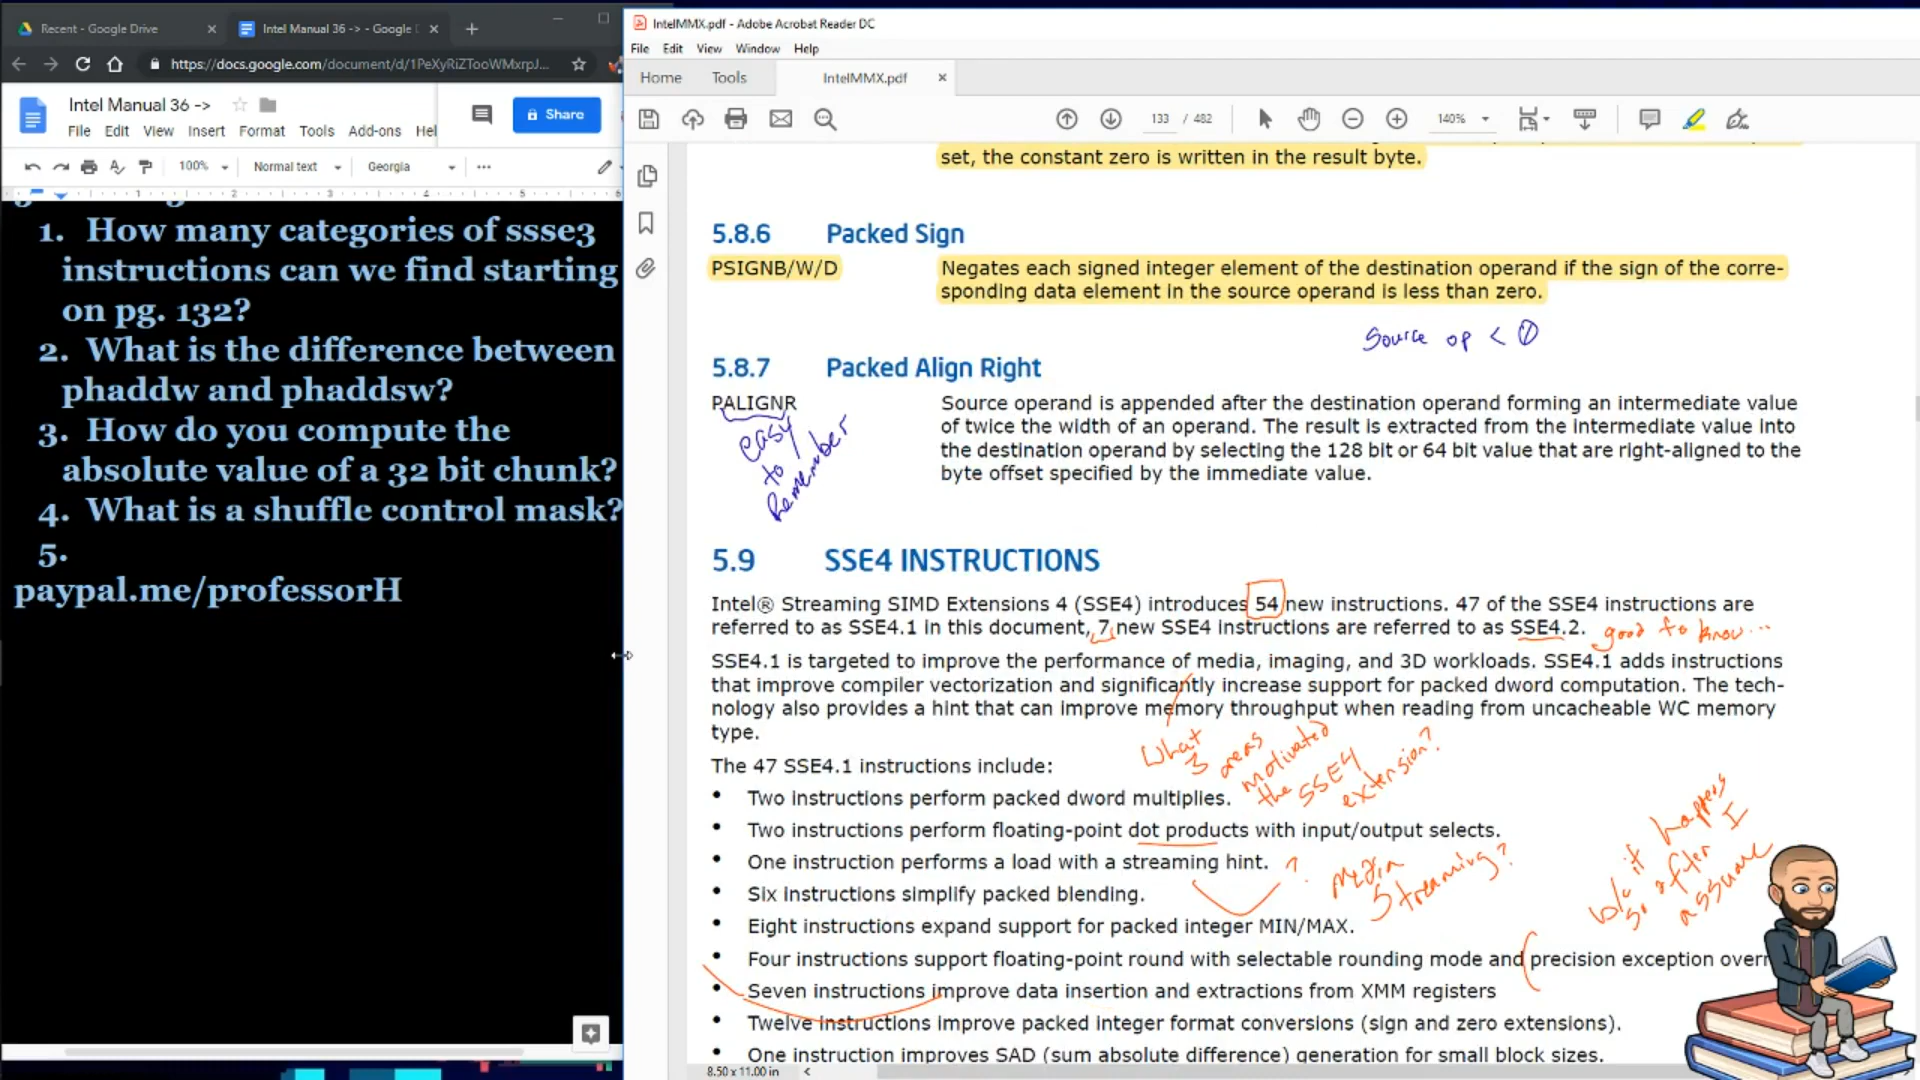 Recent - Google Drive
Intel Manual 36 -> - Google D
https://docs.google.com/document/d/1PeXyRiZTooWMxrpJ...
Intel Manual 36 ->
File Edit View Insert Format Tools Add-ons Hel
Share
100% Normal text Georgia
1 2 3 4 5 6
1. How many categories of ssse3
instructions can we find starting
on pg. 132?
2. What is the difference between
phaddw and phaddsw?
3. How do you compute the
absolute value of a 32 bit chunk?
4. What is a shuffle control mask?
5.
paypal.me/professorH
IntelMMX.pdf - Adobe Acrobat Reader DC
File Edit View Window Help
Home Tools IntelMMX.pdf
133 / 482 140%
set, the constant zero is written in the result byte.
5.8.6 Packed Sign
PSIGNB/W/D Negates each signed integer element of the destination operand if the sign of the corre-
sponding data element in the source operand is less than zero.
Source op < 0
5.8.7 Packed Align Right
PALIGNR Source operand is appended after the destination operand forming an intermediate value
of twice the width of an operand. The result is extracted from the intermediate value into
the destination operand by selecting the 128 bit or 64 bit value that are right-aligned to the
byte offset specified by the immediate value.
easy
to
Remember
5.9 SSE4 INSTRUCTIONS
Intel® Streaming SIMD Extensions 4 (SSE4) introduces 54 new instructions. 47 of the SSE4 instructions are
referred to as SSE4.1 in this document, 7 new SSE4 instructions are referred to as SSE4.2.
good to know...
SSE4.1 is targeted to improve the performance of media, imaging, and 3D workloads. SSE4.1 adds instructions
that improve compiler vectorization and significantly increase support for packed dword computation. The tech-
nology also provides a hint that can improve memory throughput when reading from uncacheable WC memory
type.
What
3 areas
motivated
the SSE4
extension?
The 47 SSE4.1 instructions include:
• Two instructions perform packed dword multiplies.
• Two instructions perform floating-point dot products with input/output selects.
• One instruction performs a load with a streaming hint.
?
Media
Streaming?
• Six instructions simplify packed blending.
• Eight instructions expand support for packed integer MIN/MAX.
b/c it happens
so often I
assume
• Four instructions support floating-point round with selectable rounding mode and precision exception overr
• Seven instructions improve data insertion and extractions from XMM registers
• Twelve instructions improve packed integer format conversions (sign and zero extensions).
• One instruction improves SAD (sum absolute difference) generation for small block sizes.
8.50 x 11.00 in